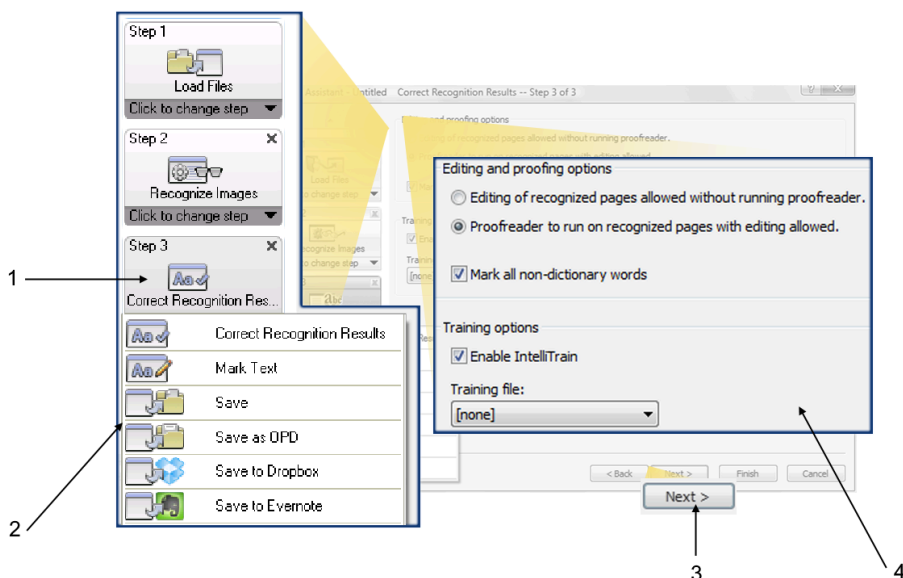 Step 1
Load Files
Click to change step
Step 2
Recognize Images
Click to change step
Step 3
Correct Recognition Res...
Correct Recognition Results
Mark Text
Save
Save as OPD
Save to Dropbox
Save to Evernote
Assistant - Untitled Correct Recognition Results -- Step 3 of 3
Editing and proofing options
Editing of recognized pages allowed without running proofreader.
Proofreader to run on recognized pages with editing allowed.
Mark all non-dictionary words
Training options
Enable IntelliTrain
Training file:
[none]
< Back Next > Finish Cancel
Next >
1
2
3
4